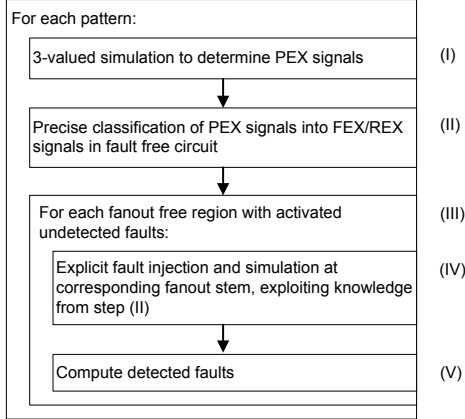 For each pattern:
3-valued simulation to determine PEX signals
(I)
Precise classification of PEX signals into FEX/REX
signals in fault free circuit
(II)
For each fanout free region with activated
undetected faults:
(III)
Explicit fault injection and simulation at
corresponding fanout stem, exploiting knowledge
from step (II)
(IV)
Compute detected faults
(V)